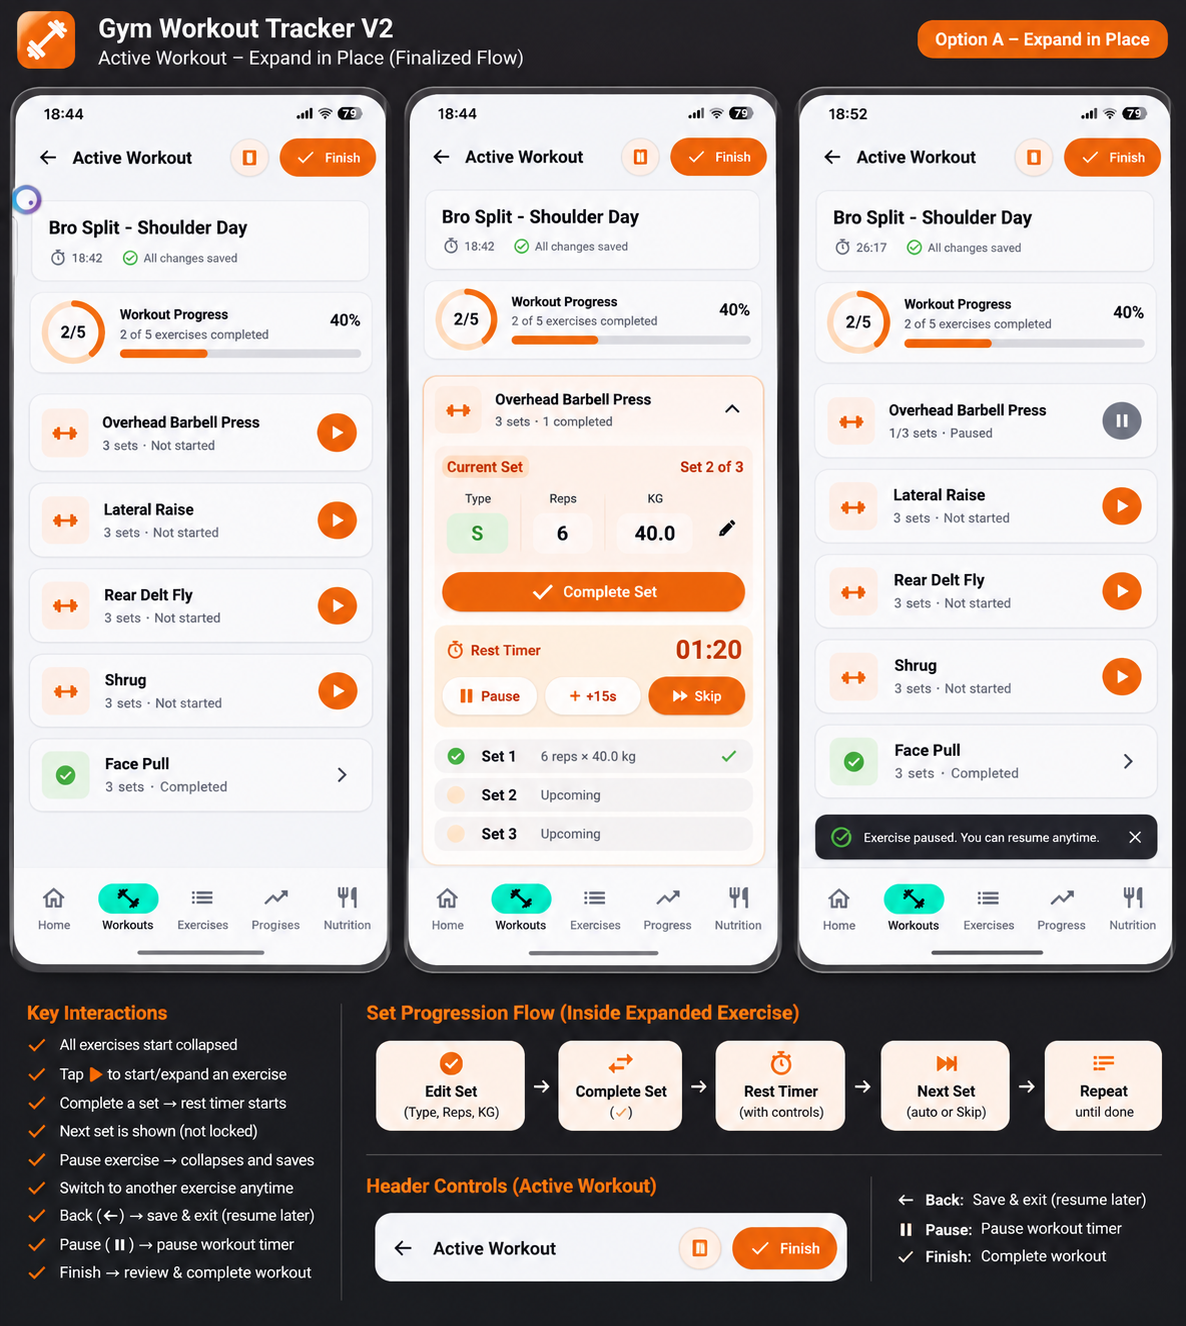 Gym Workout Tracker V2
Active Workout – Expand in Place (Finalized Flow)
Option A – Expand in Place
18:44
79
Active Workout
Finish
Bro Split - Shoulder Day
18:42
All changes saved
2/5
Workout Progress
2 of 5 exercises completed
40%
Overhead Barbell Press
3 sets · Not started
Lateral Raise
3 sets · Not started
Rear Delt Fly
3 sets · Not started
Shrug
3 sets · Not started
Face Pull
3 sets · Completed
Home
Workouts
Exercises
Progises
Nutrition
18:44
79
Active Workout
Finish
Bro Split - Shoulder Day
18:42
All changes saved
2/5
Workout Progress
2 of 5 exercises completed
40%
Overhead Barbell Press
3 sets · 1 completed
Current Set
Set 2 of 3
Type
Reps
KG
S
6
40.0
Complete Set
Rest Timer
01:20
Pause
+ +15s
Skip
Set 1
6 reps × 40.0 kg
Set 2
Upcoming
Set 3
Upcoming
Home
Workouts
Exercises
Progress
Nutrition
18:52
79
Active Workout
Finish
Bro Split - Shoulder Day
26:17
All changes saved
2/5
Workout Progress
2 of 5 exercises completed
40%
Overhead Barbell Press
1/3 sets · Paused
Lateral Raise
3 sets · Not started
Rear Delt Fly
3 sets · Not started
Shrug
3 sets · Not started
Face Pull
3 sets · Completed
Exercise paused. You can resume anytime.
Home
Workouts
Exercises
Progress
Nutrition
Key Interactions
All exercises start collapsed
Tap ▶ to start/expand an exercise
Complete a set → rest timer starts
Next set is shown (not locked)
Pause exercise → collapses and saves
Switch to another exercise anytime
Back (←) → save & exit (resume later)
Pause (⏸) → pause workout timer
Finish → review & complete workout
Set Progression Flow (Inside Expanded Exercise)
Edit Set
(Type, Reps, KG)
→
Complete Set
(✓)
→
Rest Timer
(with controls)
→
Next Set
(auto or Skip)
→
Repeat
until done
Header Controls (Active Workout)
Active Workout
Finish
← Back: Save & exit (resume later)
⏸ Pause: Pause workout timer
✓ Finish: Complete workout